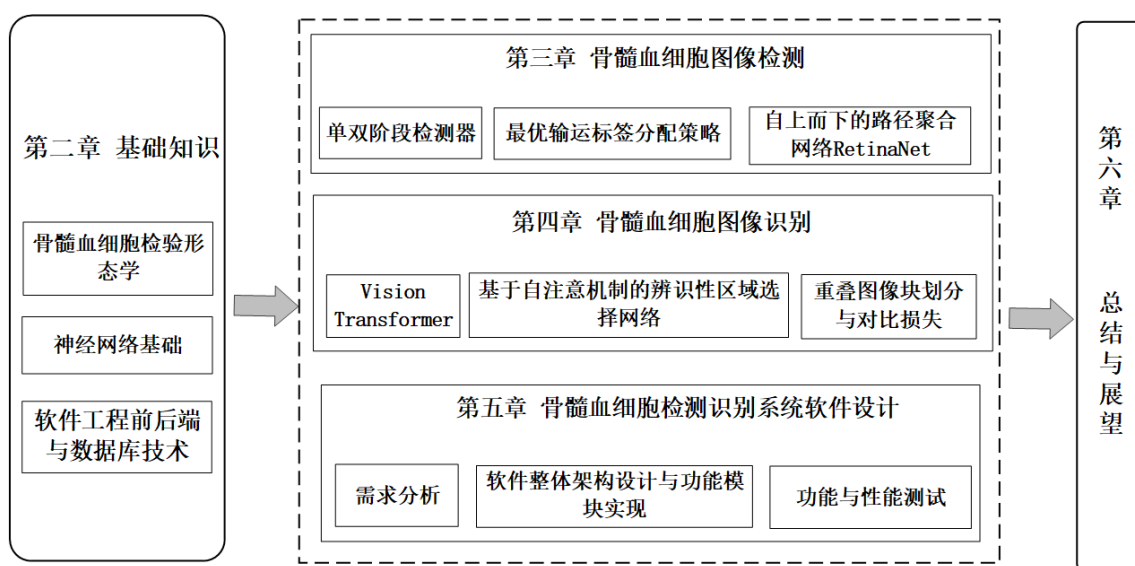 第二章 基础知识
骨髓血细胞检验形
态学
神经网络基础
软件工程前后端
与数据库技术
第三章 骨髓血细胞图像检测
单双阶段检测器
最优输运标签分配策略
自上而下的路径聚合
网络RetinaNet
第四章 骨髓血细胞图像识别
Vision
Transformer
基于自注意机制的辨识性区域选
择网络
重叠图像块划分
与对比损失
第五章 骨髓血细胞检测识别系统软件设计
需求分析
软件整体架构设计与功能模
块实现
功能与性能测试
第六章 总结与展望